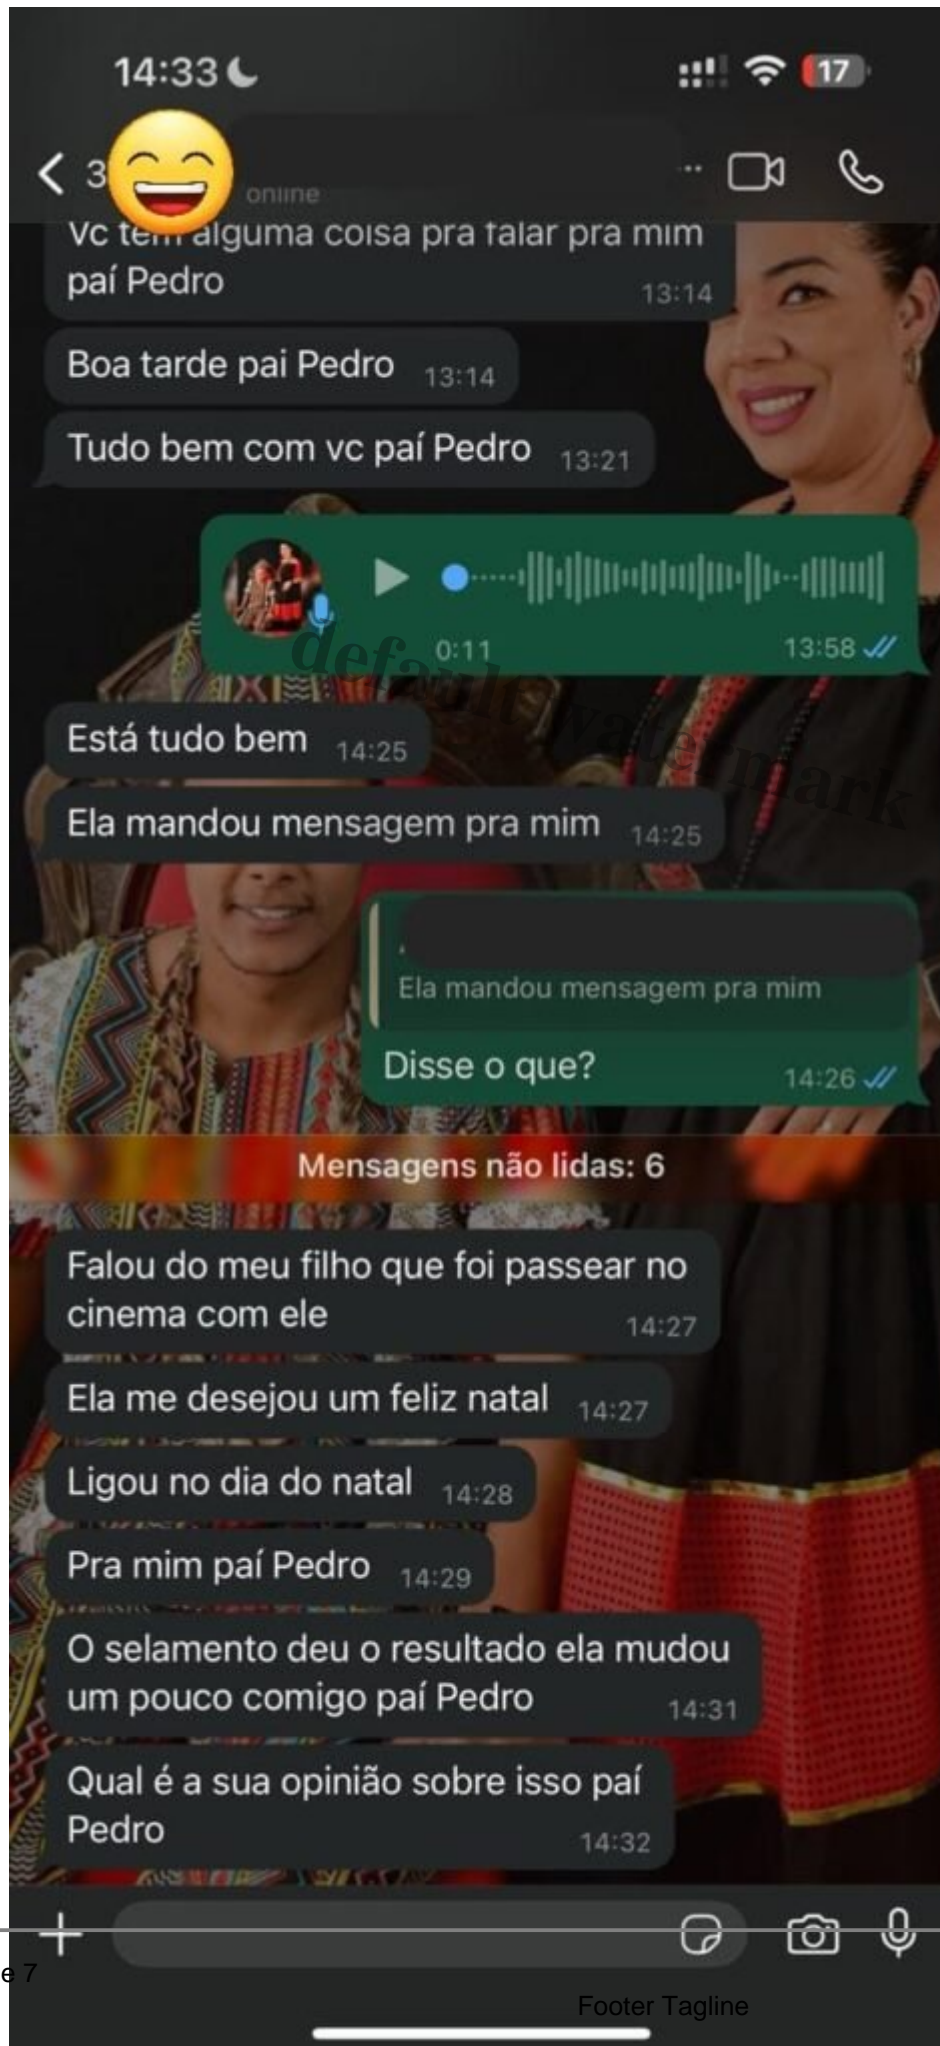 14:33
17
3
online
Vc tem alguma coisa pra falar pra mim
paí Pedro
13:14
Boa tarde pai Pedro 13:14
Tudo bem com vc paí Pedro 13:21
0:11 13:58
default watermark
Está tudo bem 14:25
Ela mandou mensagem pra mim 14:25
Ela mandou mensagem pra mim
Disse o que? 14:26
Mensagens não lidas: 6
Falou do meu filho que foi passear no
cinema com ele 14:27
Ela me desejou um feliz natal 14:27
Ligou no dia do natal 14:28
Pra mim paí Pedro 14:29
O selamento deu o resultado ela mudou
um pouco comigo paí Pedro 14:31
Qual é a sua opinião sobre isso paí
Pedro 14:32
e 7
Footer Tagline